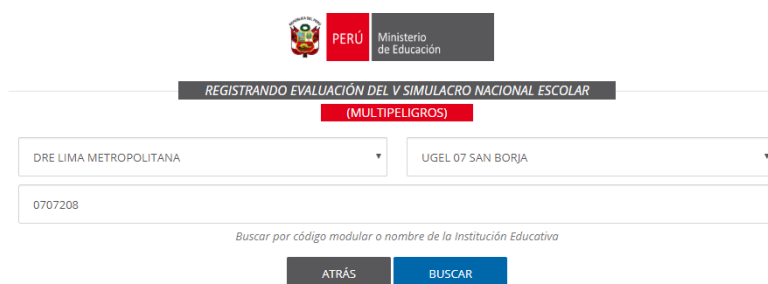 PERÚ
Ministerio
de Educación
REGISTRANDO EVALUACIÓN DEL V SIMULACRO NACIONAL ESCOLAR
(MULTIPELIGROS)
DRE LIMA METROPOLITANA
UGEL 07 SAN BORJA
0707208
Buscar por código modular o nombre de la Institución Educativa
ATRÁS
BUSCAR